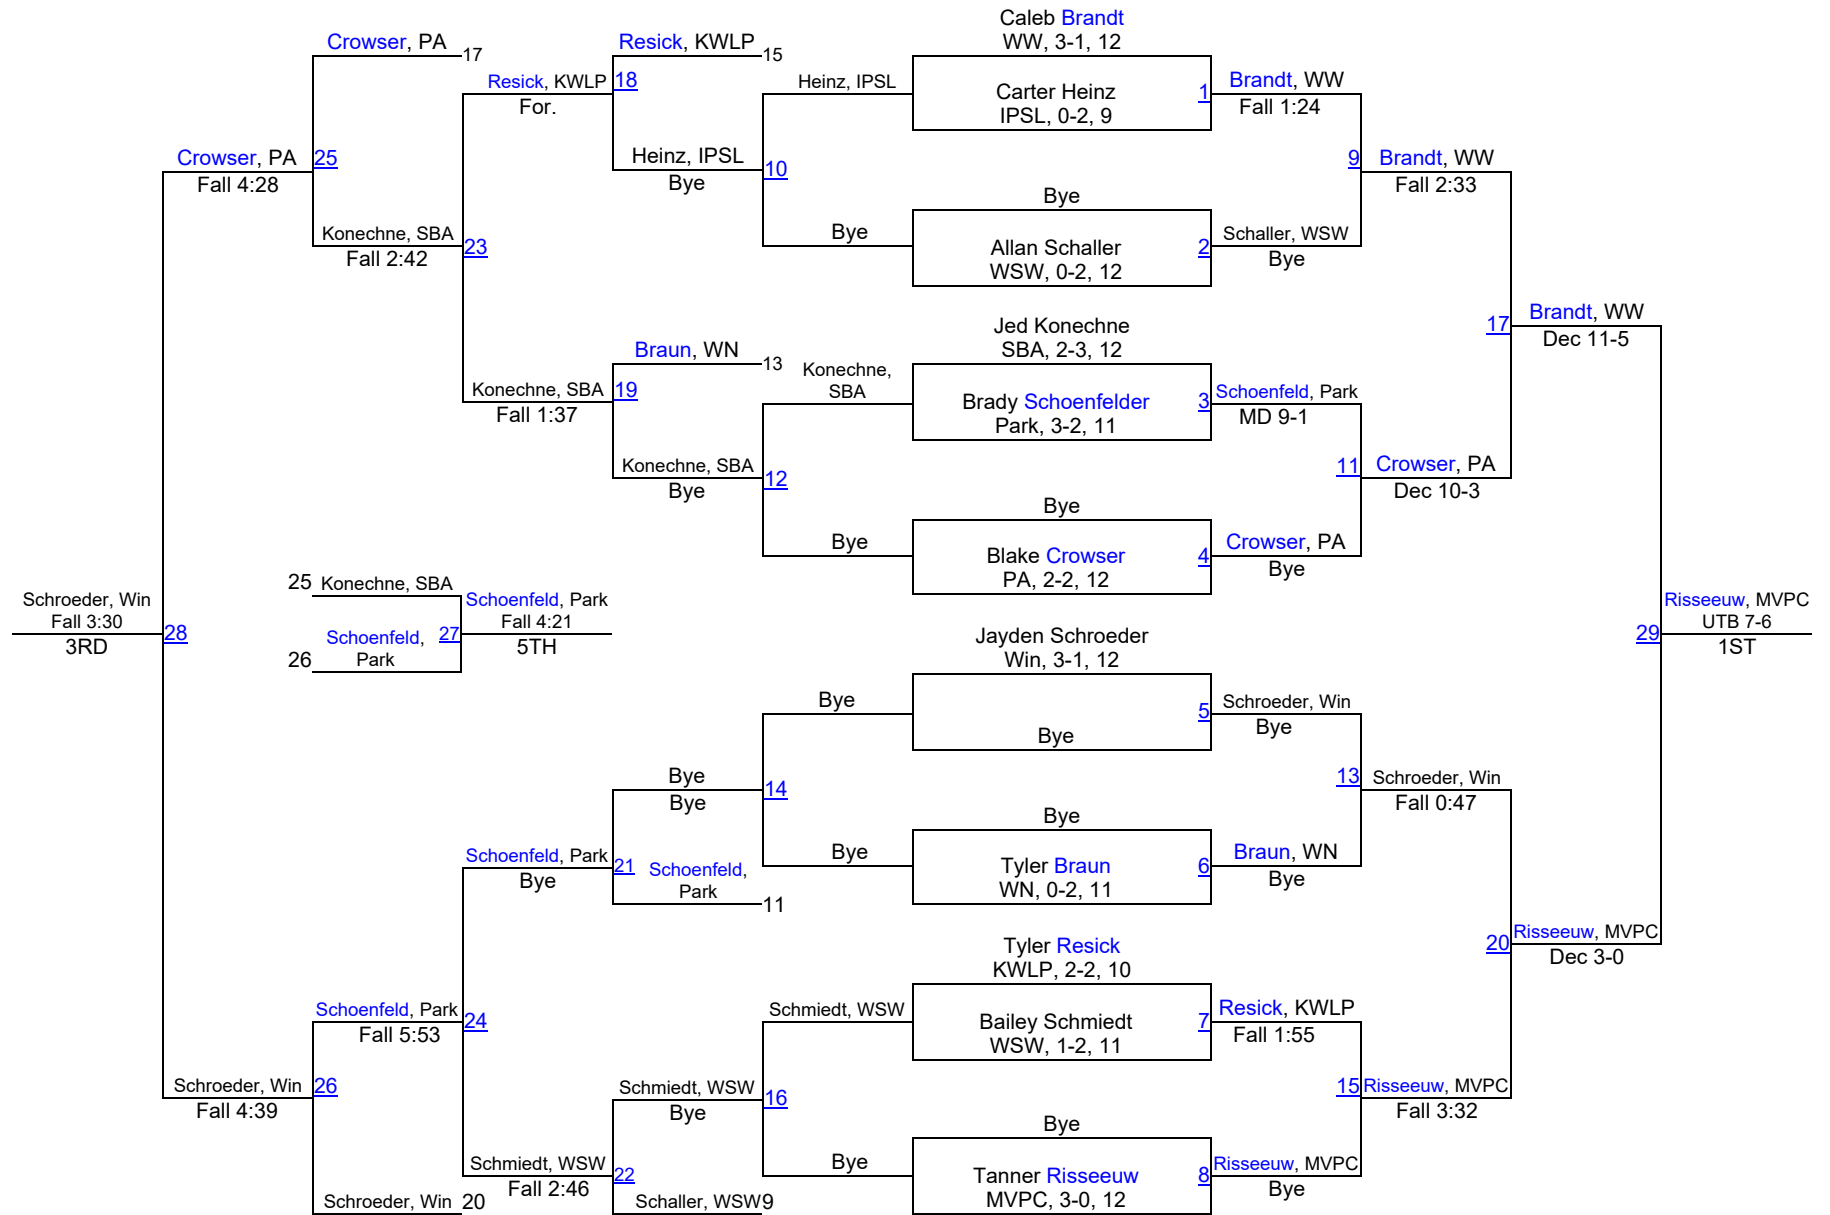 Caleb Brandt
WW, 3-1, 12
Crowser, PA
17
Resick, KWLP
15
Resick, KWLP
For.
18
Heinz, IPSL
Carter Heinz
IPSL, 0-2, 9
1
Brandt, WW
Fall 1:24
Crowser, PA
Fall 4:28
25
Heinz, IPSL
Bye
10
9
Brandt, WW
Fall 2:33
Bye
Konechne, SBA
Fall 2:42
23
Bye
Allan Schaller
WSW, 0-2, 12
2
Schaller, WSW
Bye
Jed Konechne
SBA, 2-3, 12
17
Brandt, WW
Dec 11-5
Braun, WN
13
Konechne, SBA
Fall 1:37
19
Konechne,
SBA
Brady Schoenfelder
Park, 3-2, 11
3
Schoenfeld, Park
MD 9-1
Konechne, SBA
Bye
12
11
Crowser, PA
Dec 10-3
Bye
Bye
Blake Crowser
PA, 2-2, 12
4
Crowser, PA
Bye
25
Konechne, SBA
Schroeder, Win
Fall 3:30
3RD
28
Schoenfeld,
Park
26
27
Schoenfeld, Park
Fall 4:21
5TH
29
Risseeuw, MVPC
UTB 7-6
1ST
Jayden Schroeder
Win, 3-1, 12
Bye
Bye
5
Schroeder, Win
Bye
Bye
Bye
14
13
Schroeder, Win
Fall 0:47
Bye
Schoenfeld, Park
Bye
21
Schoenfeld,
Park
11
Bye
Tyler Braun
WN, 0-2, 11
6
Braun, WN
Bye
Tyler Resick
KWLP, 2-2, 10
20
Risseeuw, MVPC
Dec 3-0
Schoenfeld, Park
Fall 5:53
24
Schmiedt, WSW
Bailey Schmiedt
WSW, 1-2, 11
7
Resick, KWLP
Fall 1:55
Schroeder, Win
Fall 4:39
26
Schmiedt, WSW
Bye
16
15
Risseeuw, MVPC
Fall 3:32
Bye
Schmiedt, WSW
Fall 2:46
22
Bye
Tanner Risseeuw
MVPC, 3-0, 12
8
Risseeuw, MVPC
Bye
Schroeder, Win
20
Schaller, WSW
9